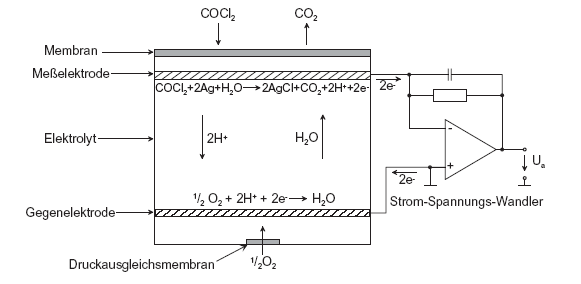 COCl₂ CO₂
Membran
Meßelektrode
COCl₂+2Ag+H₂O→2AgCl+CO₂+2H⁺+2e⁻
2e⁻
Elektrolyt
2H⁺
H₂O
-
+
Uₐ
2e⁻
Strom-Spannungs-Wandler
½ O₂ + 2H⁺ + 2e⁻→ H₂O
Gegenelektrode
Druckausgleichsmembran
½O₂